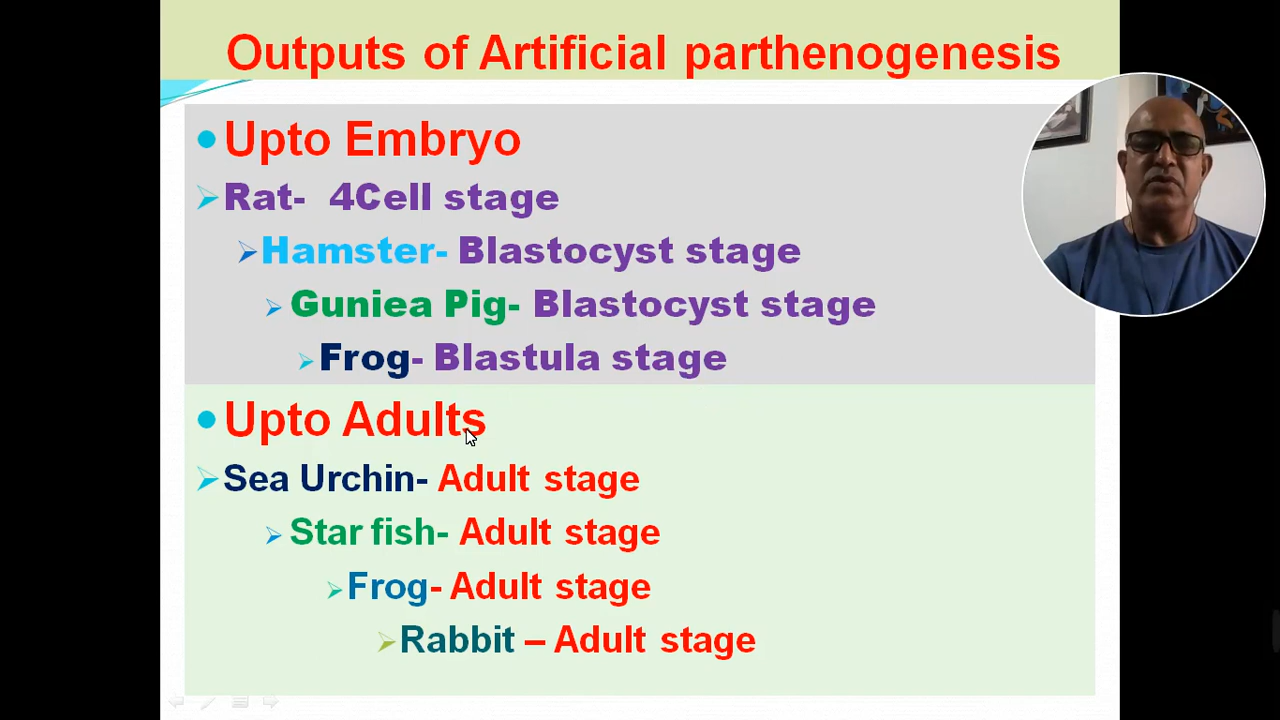 Outputs of Artificial parthenogenesis
Upto Embryo
Rat- 4Cell stage
Hamster- Blastocyst stage
Guniea Pig- Blastocyst stage
Frog- Blastula stage
Upto Adults
Sea Urchin- Adult stage
Star fish- Adult stage
Frog- Adult stage
Rabbit – Adult stage